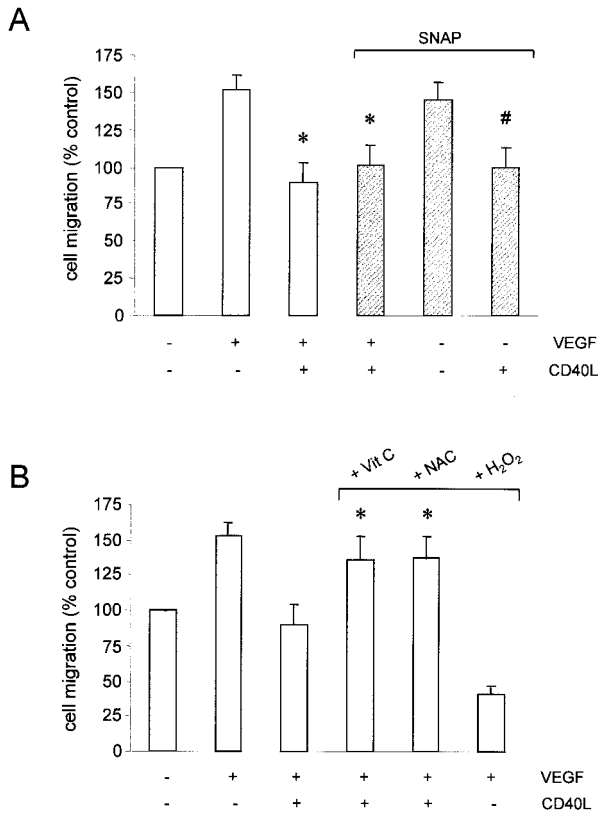 A
SNAP
cell migration (% control)
175
150
125
100
75
50
25
0
* * #
- + + + - - VEGF
- - + + - + CD40L
B
+ Vit C + NAC + H₂O₂
cell migration (% control)
175
150
125
100
75
50
25
0
* *
- + + + + + VEGF
- - + + + - CD40L